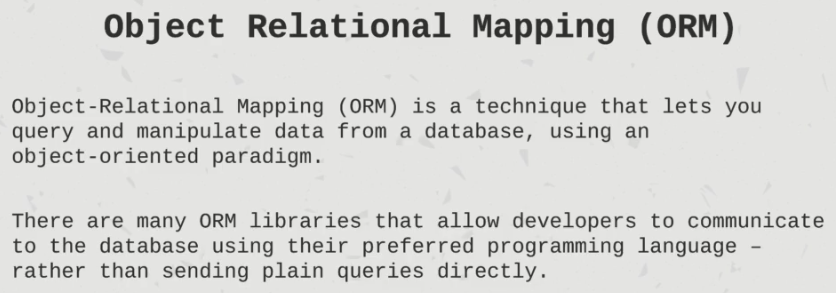 Object Relational Mapping (ORM)
Object-Relational Mapping (ORM) is a technique that lets you
query and manipulate data from a database, using an
object-oriented paradigm.
There are many ORM libraries that allow developers to communicate
to the database using their preferred programming language –
rather than sending plain queries directly.